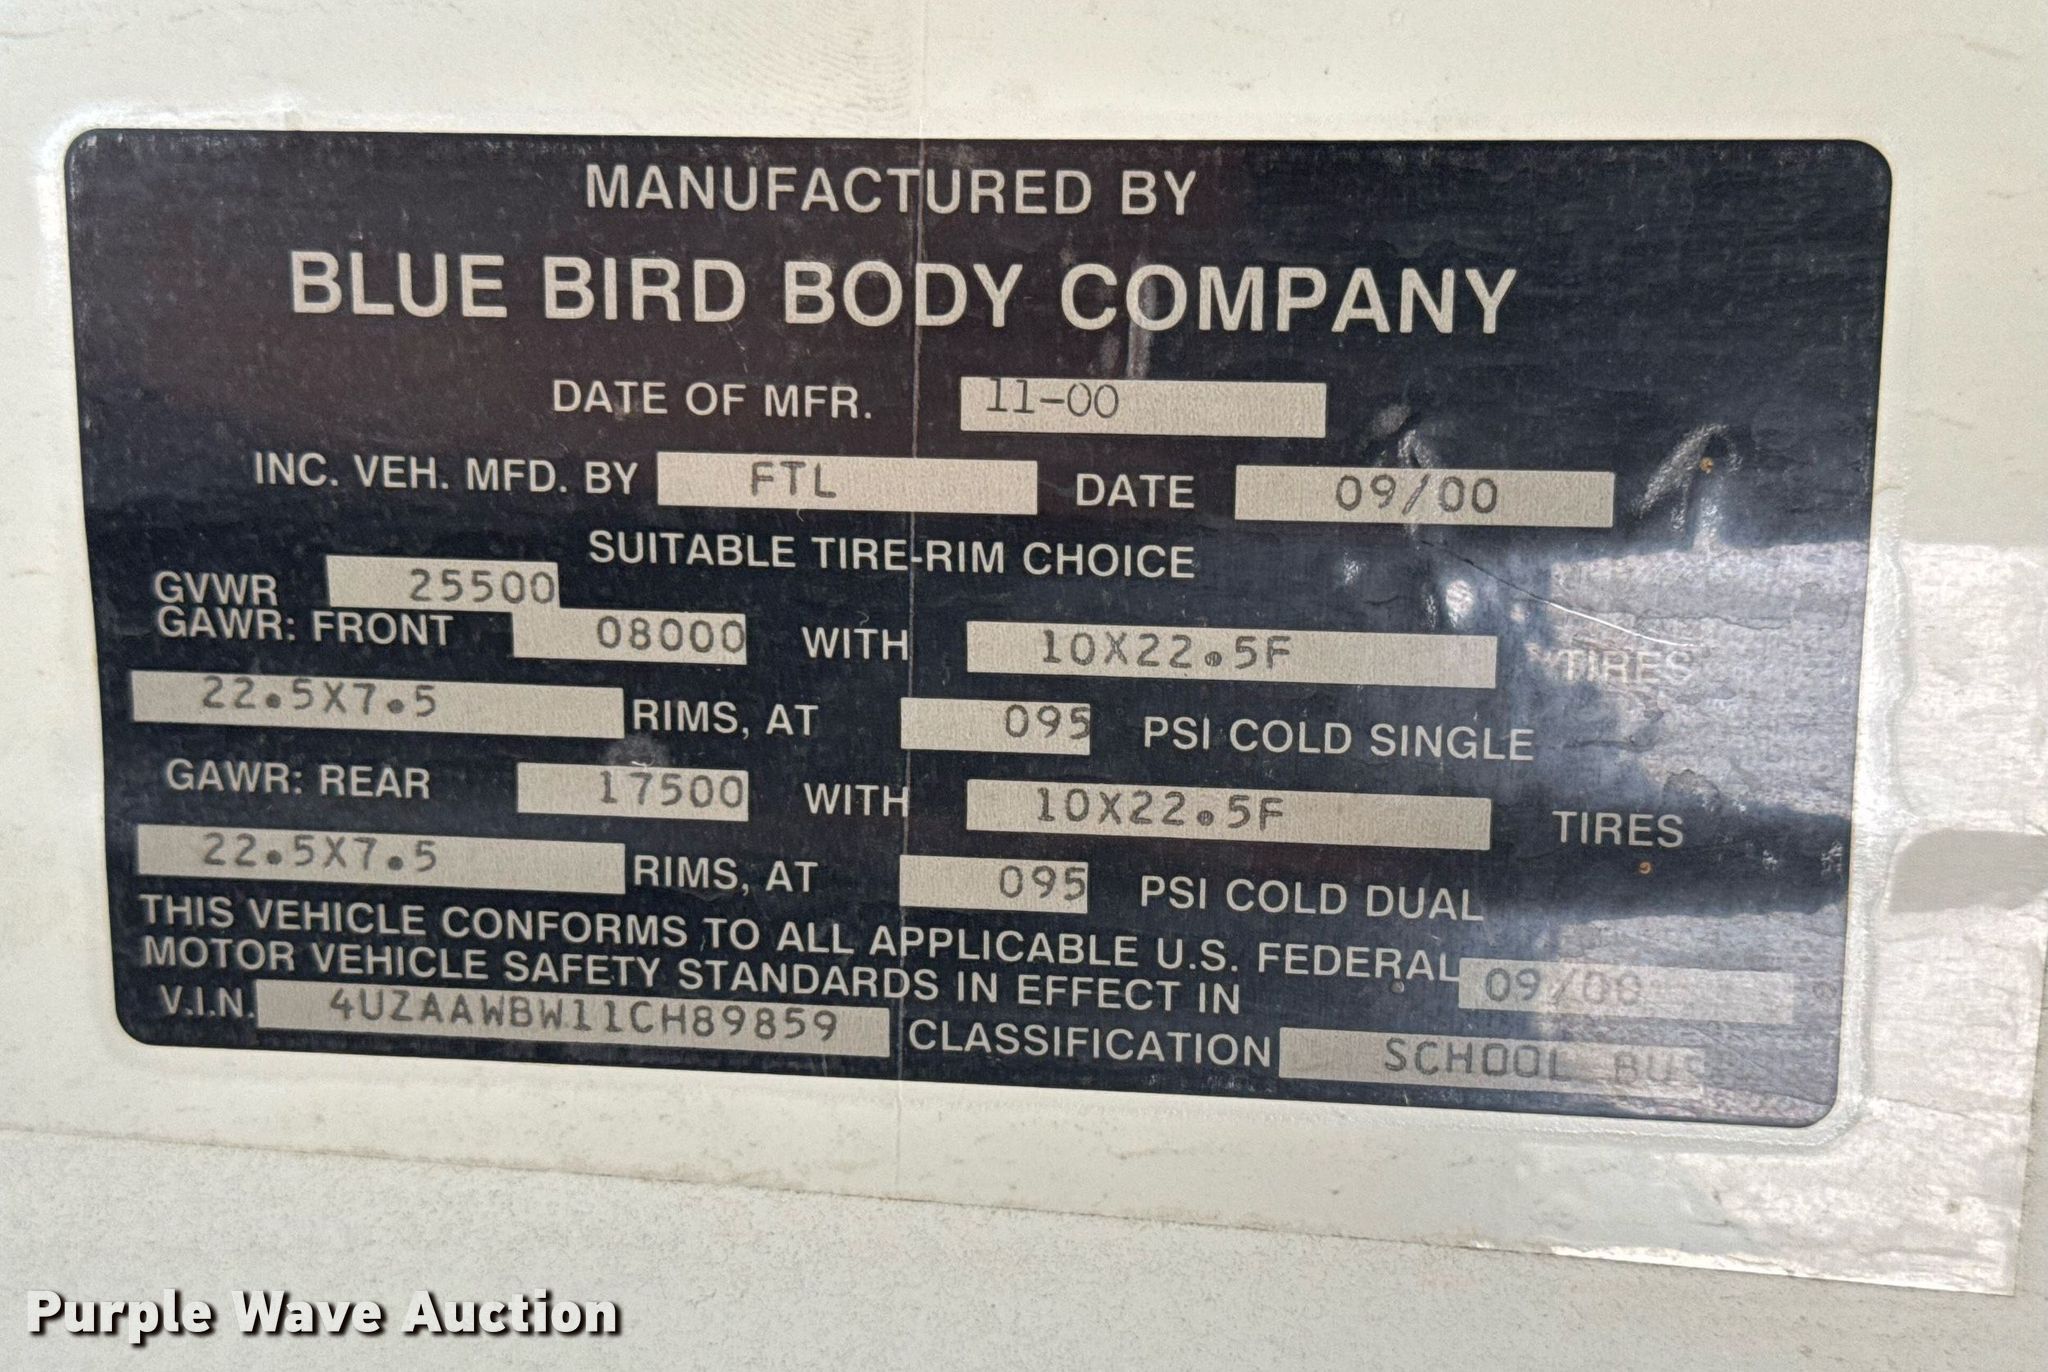 MANUFACTURED BY
BLUE BIRD BODY COMPANY
DATE OF MFR. 11-00
INC. VEH. MFD. BY FTL DATE 09/00
SUITABLE TIRE-RIM CHOICE
GVWR 25500
GAWR: FRONT 08000 WITH 10X22.5F TIRES
22.5X7.5 RIMS, AT 095 PSI COLD SINGLE
GAWR: REAR 17500 WITH 10X22.5F TIRES
22.5X7.5 RIMS, AT 095 PSI COLD DUAL
THIS VEHICLE CONFORMS TO ALL APPLICABLE U.S. FEDERAL
MOTOR VEHICLE SAFETY STANDARDS IN EFFECT IN 09/00
V.I.N. 4UZAAWBW11CH89859 CLASSIFICATION SCHOOL BUS
Purple Wave Auction